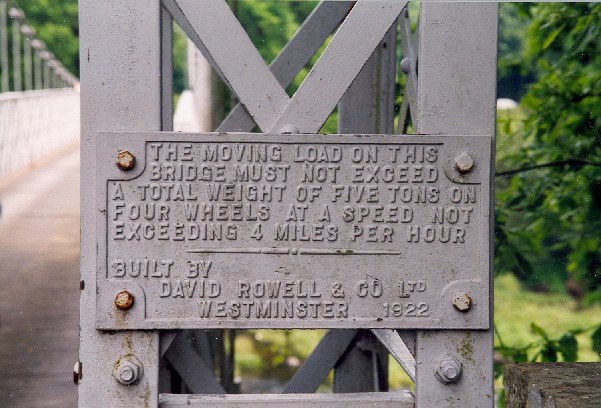 THE MOVING LOAD ON THIS
BRIDGE MUST NOT EXCEED
A TOTAL WEIGHT OF FIVE TONS ON
FOUR WHEELS AT A SPEED NOT
EXCEEDING 4 MILES PER HOUR
BUILT BY
DAVID ROWELL & CO LTD
WESTMINSTER 1922